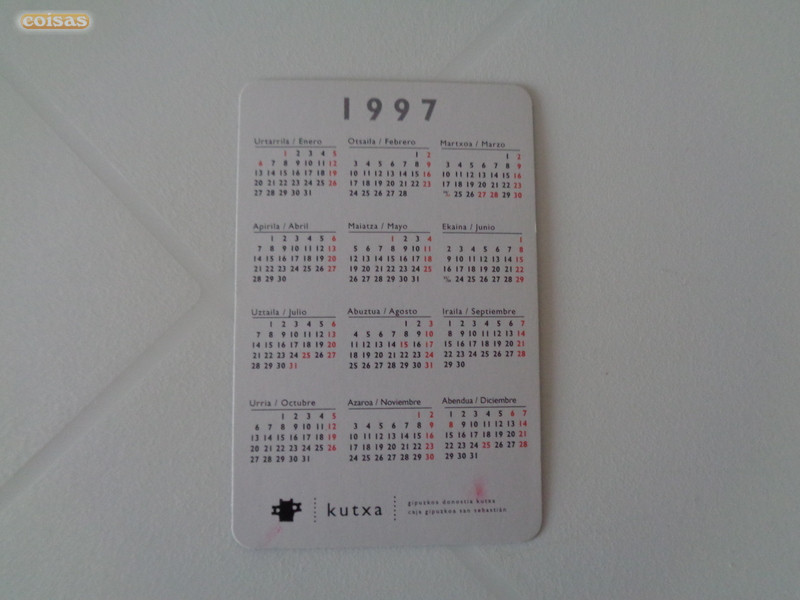 coisas
1997
Urtarrila / Enero
1 2 3 4 5
6 7 8 9 10 11 12
13 14 15 16 17 18 19
20 21 22 23 24 25 26
27 28 29 30 31
Otsaila / Febrero
1 2
3 4 5 6 7 8 9
10 11 12 13 14 15 16
17 18 19 20 21 22 23
24 25 26 27 28
Martxoa / Marzo
1 2
3 4 5 6 7 8 9
10 11 12 13 14 15 16
17 18 19 20 21 22 23
25 26 27 28 29 30
Apirila / Abril
1 2 3 4 5 6
7 8 9 10 11 12 13
14 15 16 17 18 19 20
21 22 23 24 25 26 27
28 29 30
Maiatza / Mayo
1 2 3 4
5 6 7 8 9 10 11
12 13 14 15 16 17 18
19 20 21 22 23 24 25
26 27 28 29 30 31
Ekaina / Junio
1
2 3 4 5 6 7 8
9 10 11 12 13 14 15
16 17 18 19 20 21 22
24 25 26 27 28 29
Uztaila / Julio
1 2 3 4 5 6
7 8 9 10 11 12 13
14 15 16 17 18 19 20
21 22 23 24 25 26 27
28 29 30 31
Abuztua / Agosto
1 2 3
4 5 6 7 8 9 10
11 12 13 14 15 16 17
18 19 20 21 22 23 24
25 26 27 28 29 30 31
Iraila / Septiembre
1 2 3 4 5 6 7
8 9 10 11 12 13 14
15 16 17 18 19 20 21
22 23 24 25 26 27 28
29 30
Urria / Octubre
1 2 3 4 5
6 7 8 9 10 11 12
13 14 15 16 17 18 19
20 21 22 23 24 25 26
27 28 29 30 31
Azaroa / Noviembre
1 2
3 4 5 6 7 8 9
10 11 12 13 14 15 16
17 18 19 20 21 22 23
24 25 26 27 28 29 30
Abendua / Diciembre
1 2 3 4 5 6 7
8 9 10 11 12 13 14
15 16 17 18 19 20 21
22 23 24 25 26 27 28
29 30 31
kutxa
gipuzkoa donostia kutxa
caja gipuzkoa san sebastián